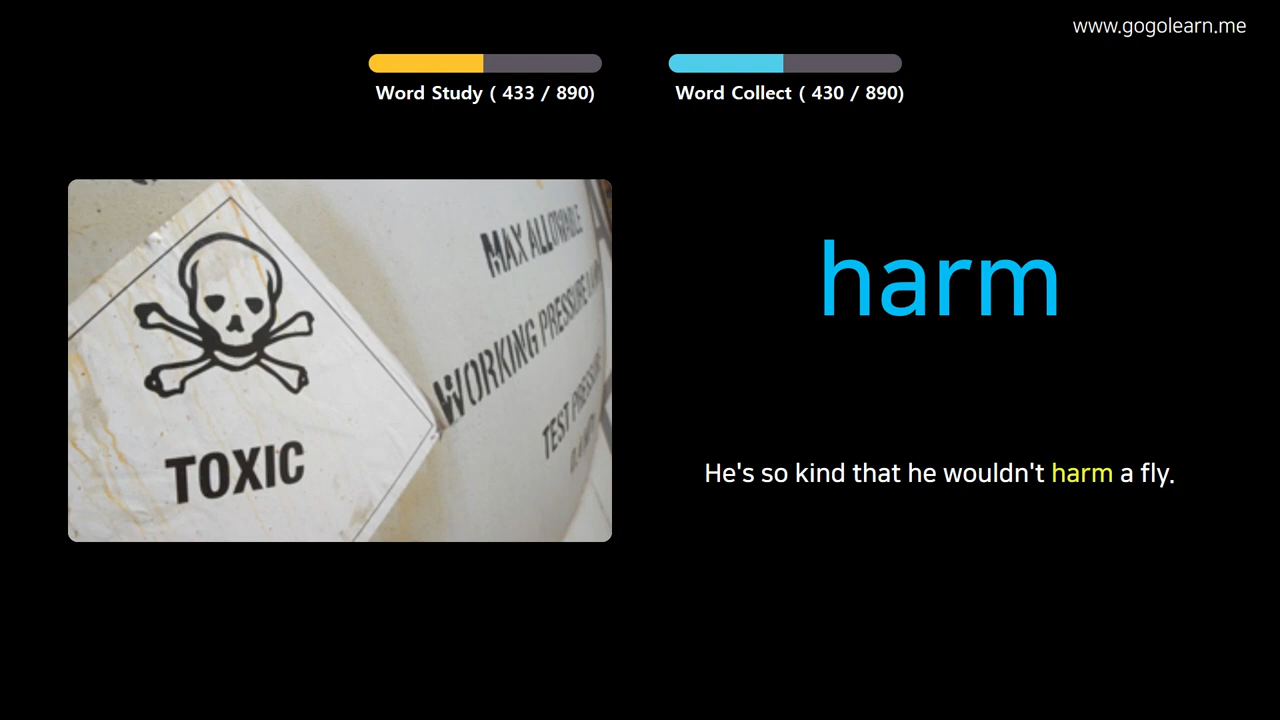 www.gogolearn.me
Word Study ( 433 / 890)
Word Collect ( 430 / 890)
MAX ALLOWABLE
WORKING PRESSURE
TEST PRESSURE
TOXIC
harm
He's so kind that he wouldn't harm a fly.